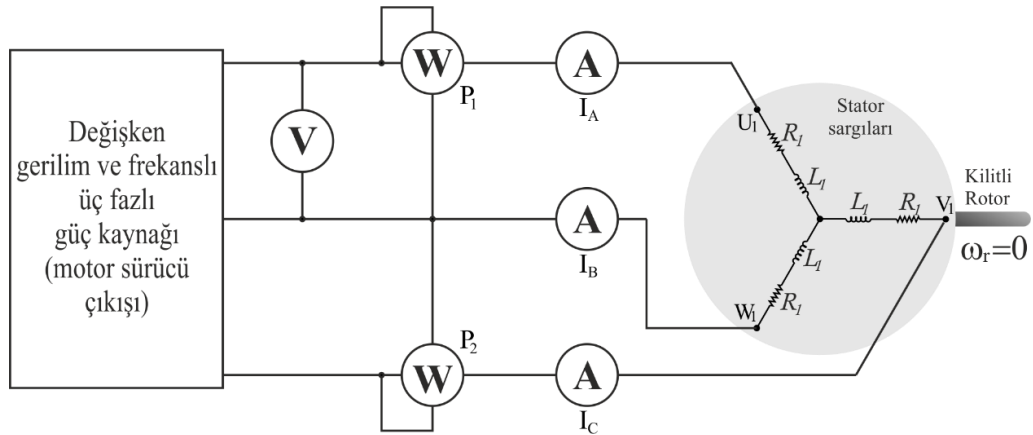 Değişken
gerilim ve frekanslı
üç fazlı
güç kaynağı
(motor sürücü
çıkışı)
V
W
P1
A
IA
A
IB
W
P2
A
IC
U1
R1
L1
L1
R1
V1
L1
R1
W1
Stator
sargıları
Kilitli
Rotor
ωr=0